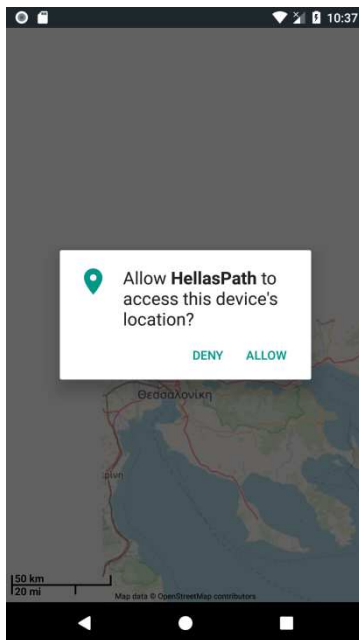 10:37
Allow HellasPath to
access this device's
location?
DENY ALLOW
Θεσσαλονίκη
ρίνη
50 km
20 mi
Map data © OpenStreetMap contributors